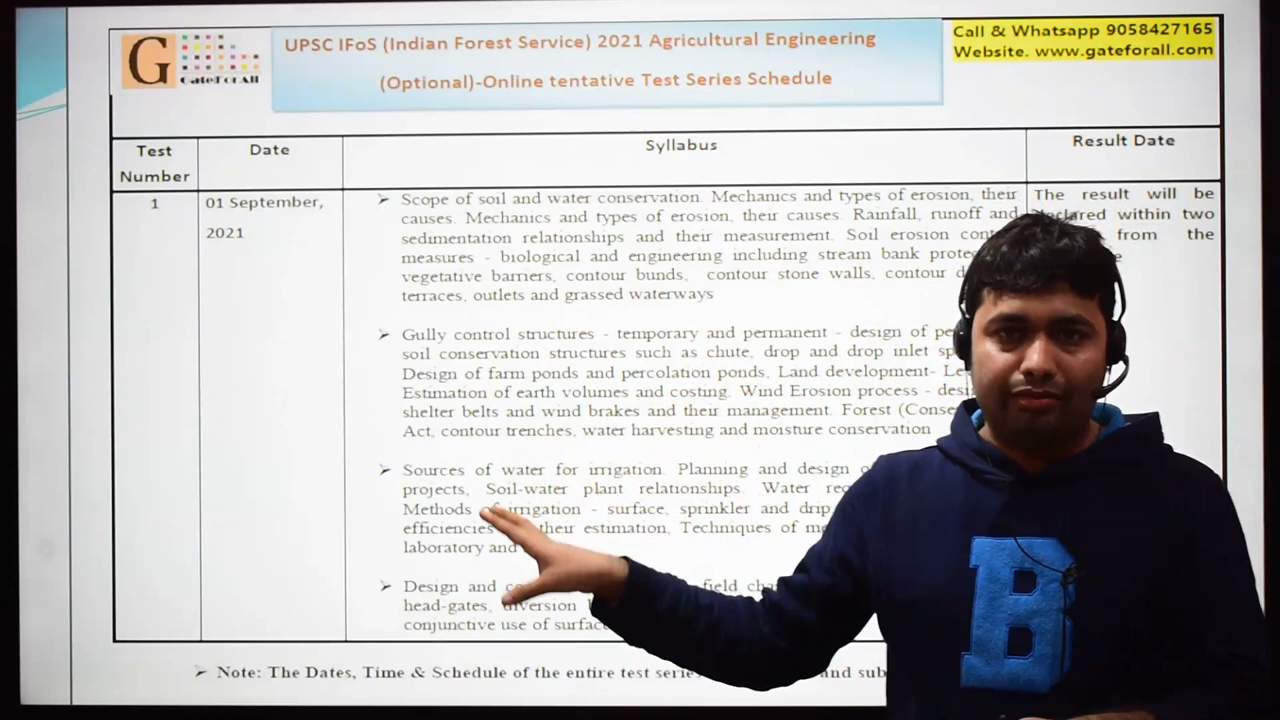 G
GateForAll
UPSC IFoS (Indian Forest Service) 2021 Agricultural Engineering
(Optional)-Online tentative Test Series Schedule
Call & Whatsapp 9058427165
Website. www.gateforall.com
Test
Number
Date
Syllabus
Result Date
1
01 September,
2021
➢ Scope of soil and water conservation. Mechanics and types of erosion, their
causes. Mechanics and types of erosion, their causes. Rainfall, runoff and
sedimentation relationships and their measurement. Soil erosion
measures - biological and engineering including stream bank
vegetative barriers, contour bunds, contour stone walls, contour
terraces, outlets and grassed waterways
➢ Gully control structures - temporary and permanent - design of
soil conservation structures such as chute, drop and drop inlet
Design of farm ponds and percolation ponds, Land development-
Estimation of earth volumes and costing. Wind Erosion process -
shelter belts and wind brakes and their management. Forest
Act, contour trenches, water harvesting and moisture conservation
➢ Sources of water for irrigation. Planning and design
projects, Soil-water plant relationships. Water
Methods of irrigation - surface, sprinkler and drip
efficiencies their estimation, Techniques of
laboratory and
➢ Design and field
head-gates, diversion
conjunctive use of
The result will be
declared within two
from the
➢ Note: The Dates, Time & Schedule of the entire test and
B